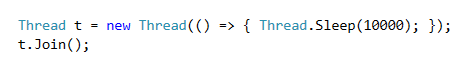 Thread t = new Thread(() => { Thread.Sleep(10000); });
t.Join();